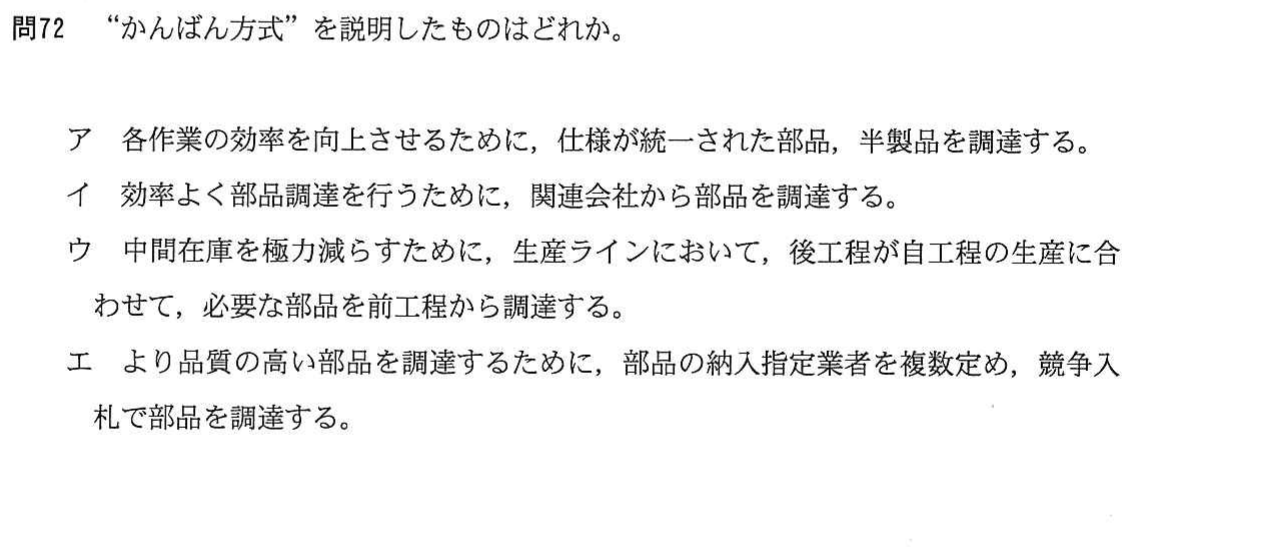 問72 “かんばん方式”を説明したものはどれか。
ア 各作業の効率を向上させるために，仕様が統一された部品，半製品を調達する。
イ 効率よく部品調達を行うために，関連会社から部品を調達する。
ウ 中間在庫を極力減らすために，生産ラインにおいて，後工程が自工程の生産に合
わせて，必要な部品を前工程から調達する。
エ より品質の高い部品を調達するために，部品の納入指定業者を複数定め，競争入
札で部品を調達する。